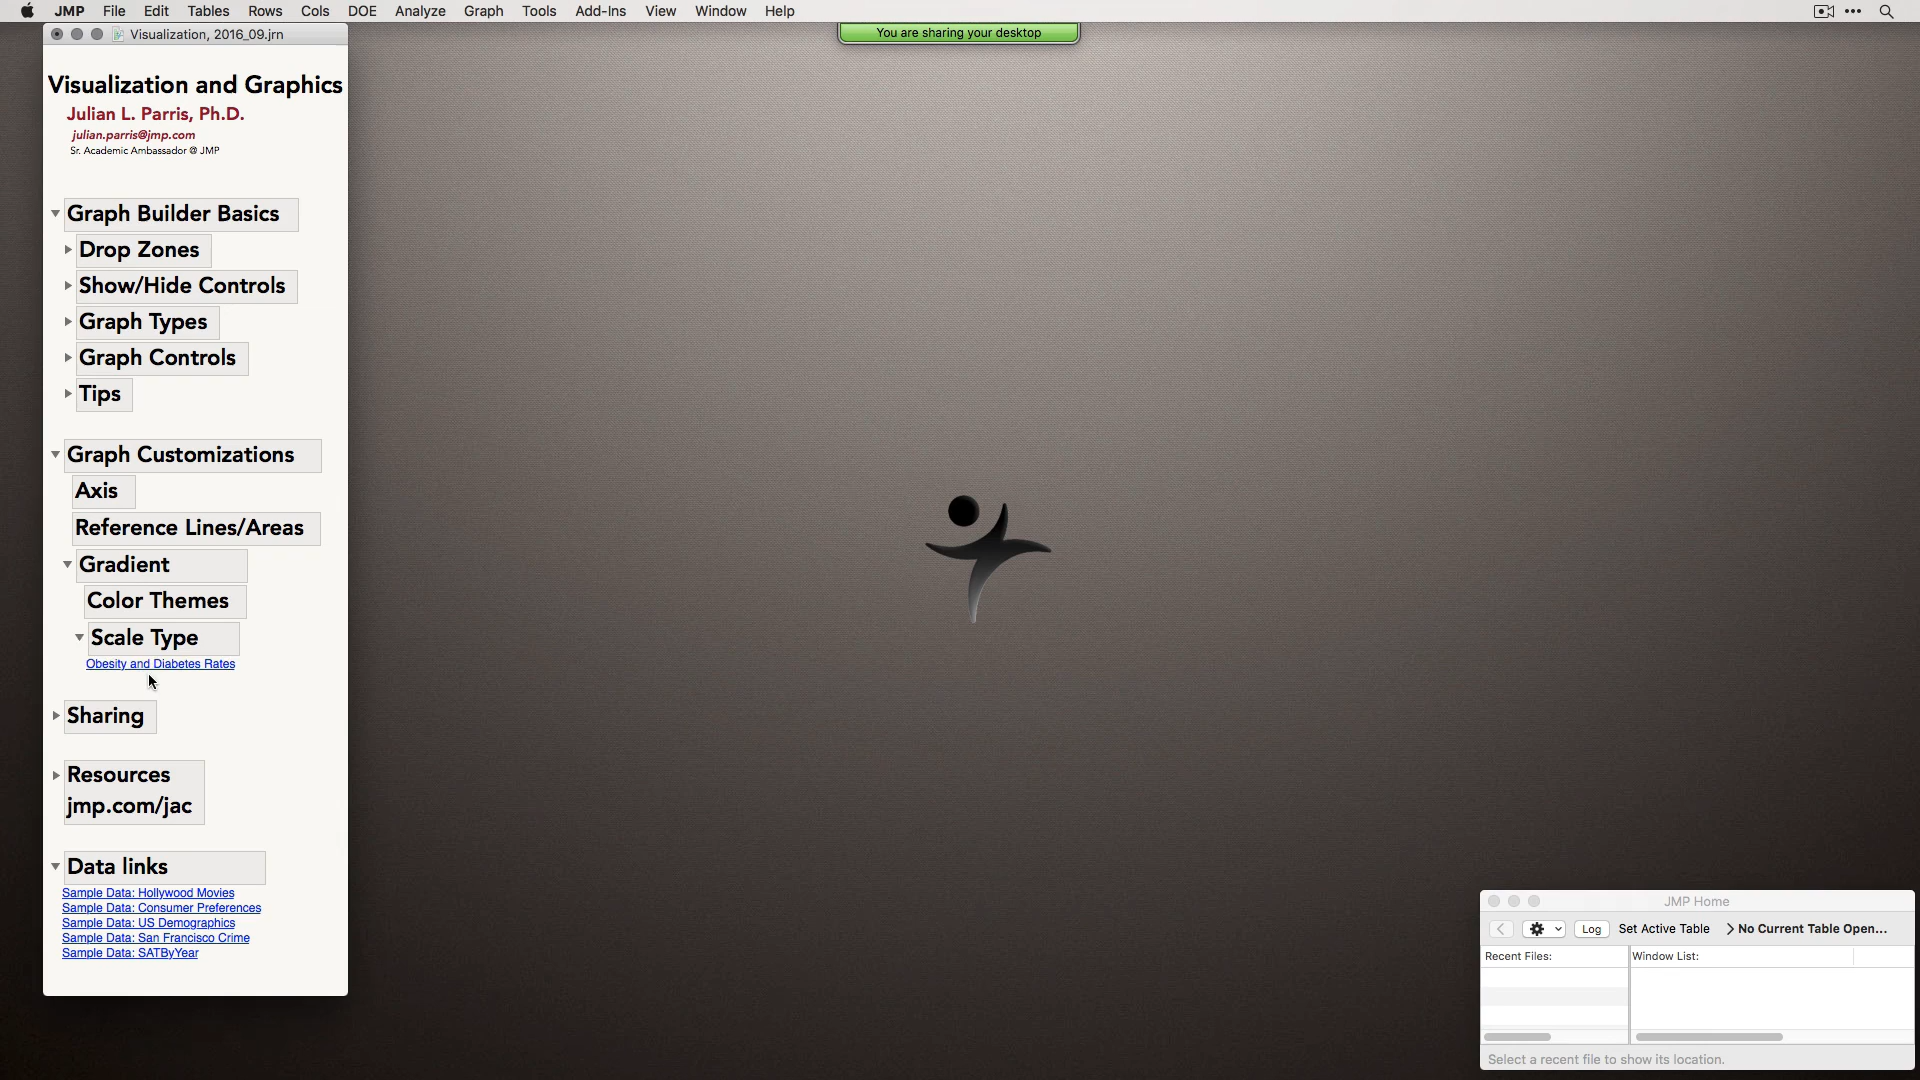 JMP File Edit Tables Rows Cols DOE Analyze Graph Tools Add-Ins View Window Help
Visualization, 2016_09.jrn
You are sharing your desktop
Visualization and Graphics
Julian L. Parris, Ph.D.
julian.parris@jmp.com
Sr. Academic Ambassador @ JMP
Graph Builder Basics
Drop Zones
Show/Hide Controls
Graph Types
Graph Controls
Tips
Graph Customizations
Axis
Reference Lines/Areas
Gradient
Color Themes
Scale Type
Obesity and Diabetes Rates
Sharing
Resources
jmp.com/jac
Data links
Sample Data: Hollywood Movies
Sample Data: Consumer Preferences
Sample Data: US Demographics
Sample Data: San Francisco Crime
Sample Data: SATByYear
JMP Home
Log Set Active Table No Current Table Open...
Recent Files: Window List:
Select a recent file to show its location.